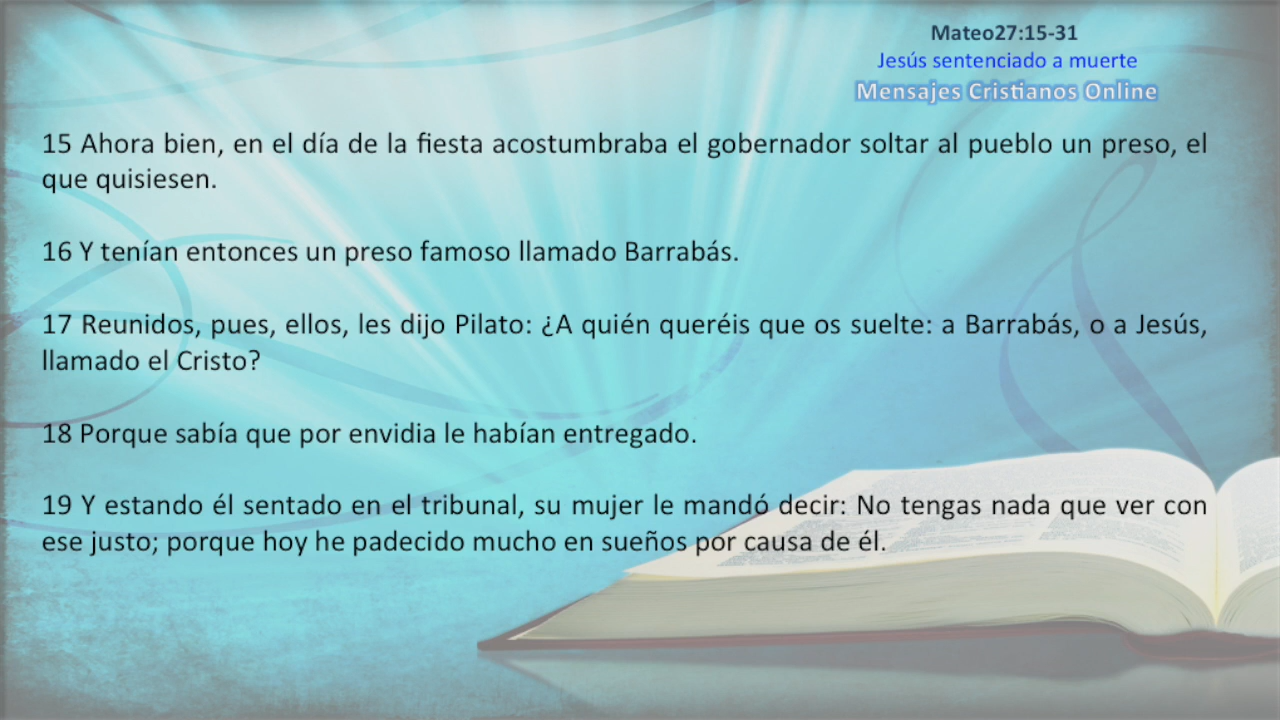 Mateo27:15-31
Jesús sentenciado a muerte
Mensajes Cristianos Online
15 Ahora bien, en el día de la fiesta acostumbraba el gobernador soltar al pueblo un preso, el
que quisiesen.
16 Y tenían entonces un preso famoso llamado Barrabás.
17 Reunidos, pues, ellos, les dijo Pilato: ¿A quién queréis que os suelte: a Barrabás, o a Jesús,
llamado el Cristo?
18 Porque sabía que por envidia le habían entregado.
19 Y estando él sentado en el tribunal, su mujer le mandó decir: No tengas nada que ver con
ese justo; porque hoy he padecido mucho en sueños por causa de él.